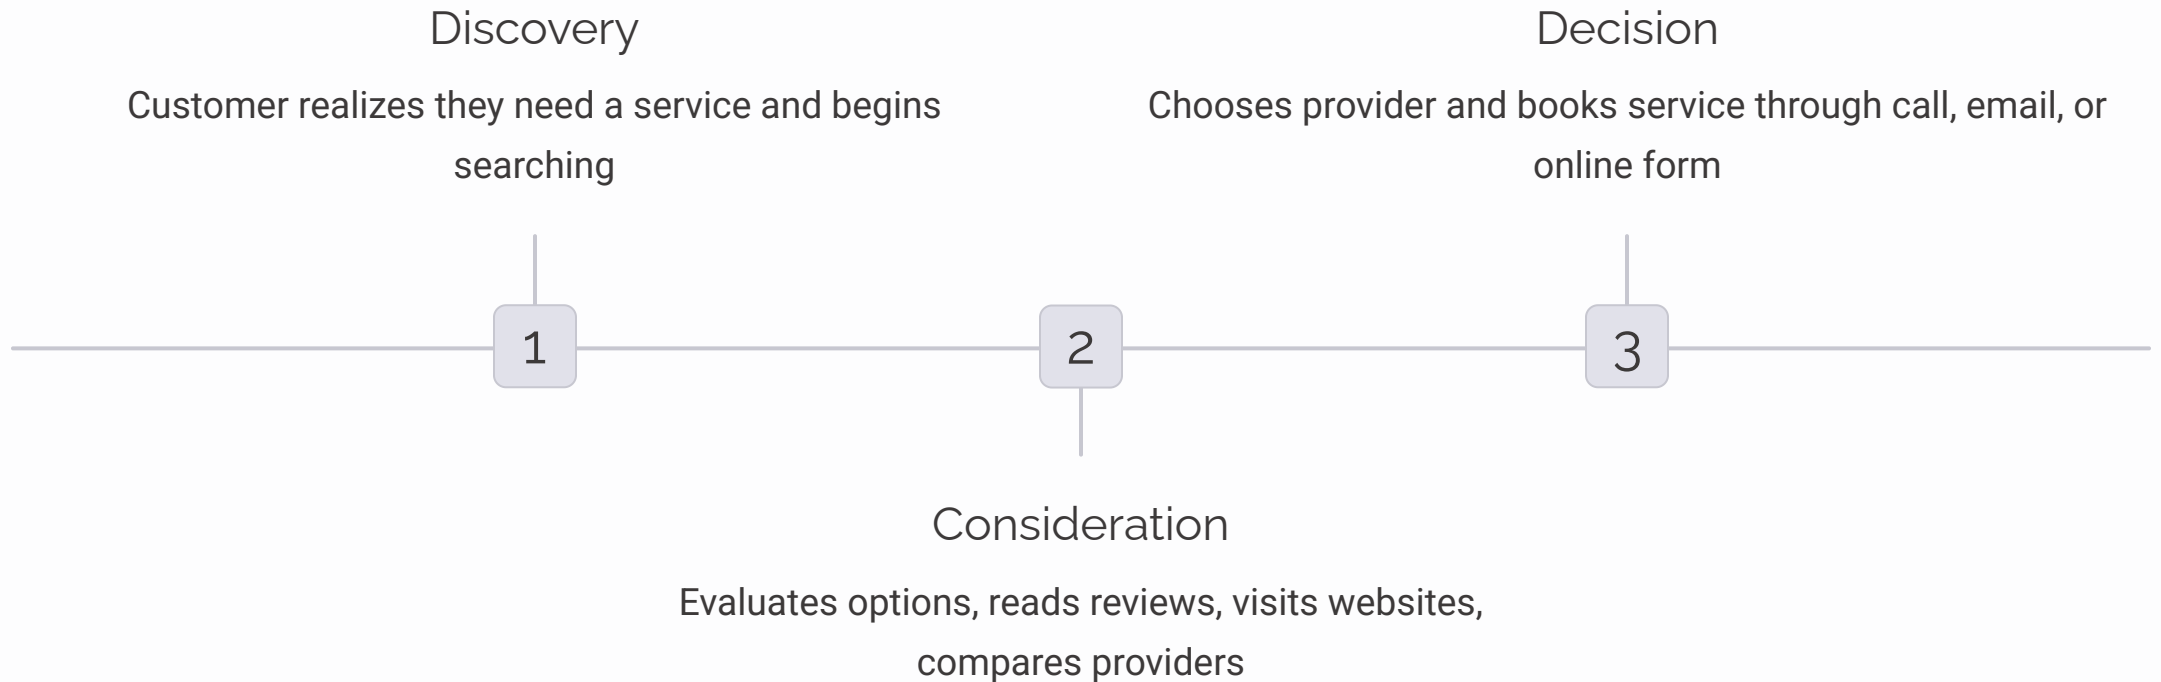 Discovery
Customer realizes they need a service and begins
searching
Decision
Chooses provider and books service through call, email, or
online form
1
2
3
Consideration
Evaluates options, reads reviews, visits websites,
compares providers